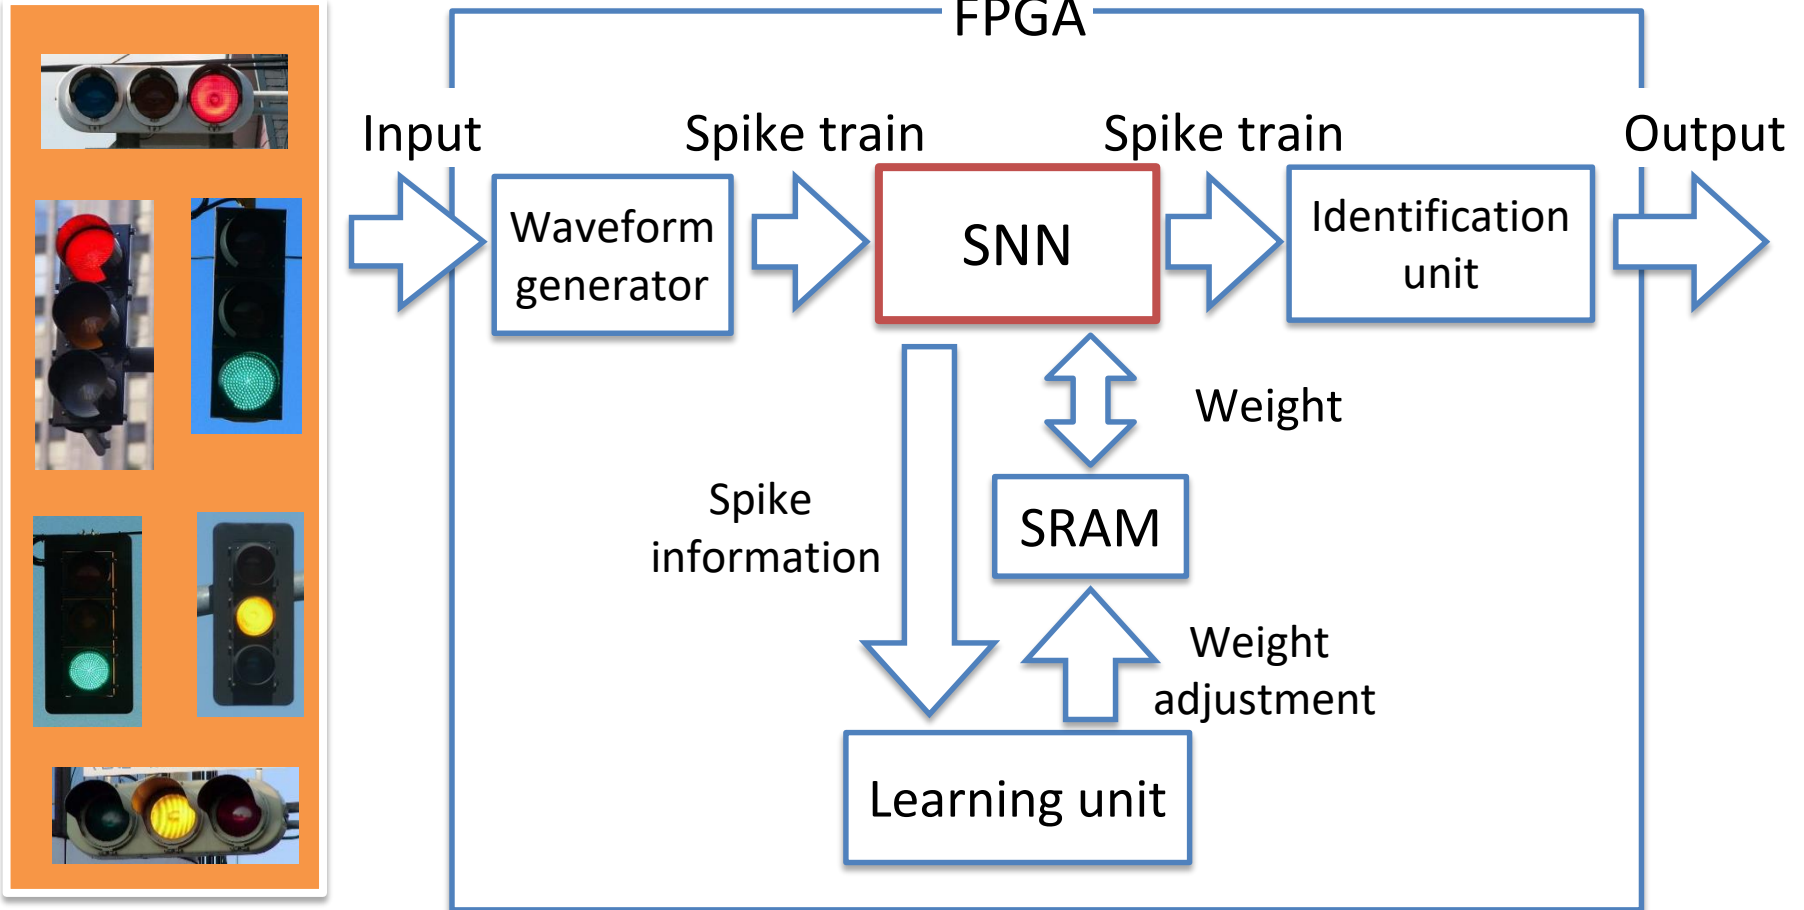 FPGA
Input
Spike train
Spike train
Output
Waveform
generator
SNN
Identification
unit
Weight
Spike
information
SRAM
Weight
adjustment
Learning unit